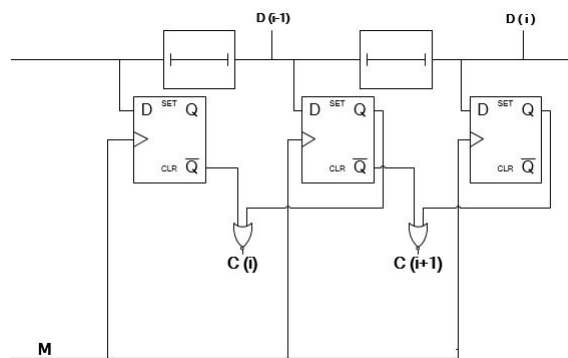 D(i-1) D(i)
D SET Q D SET Q D SET Q
CLR Q CLR Q CLR Q
C(i) C(i+1)
M